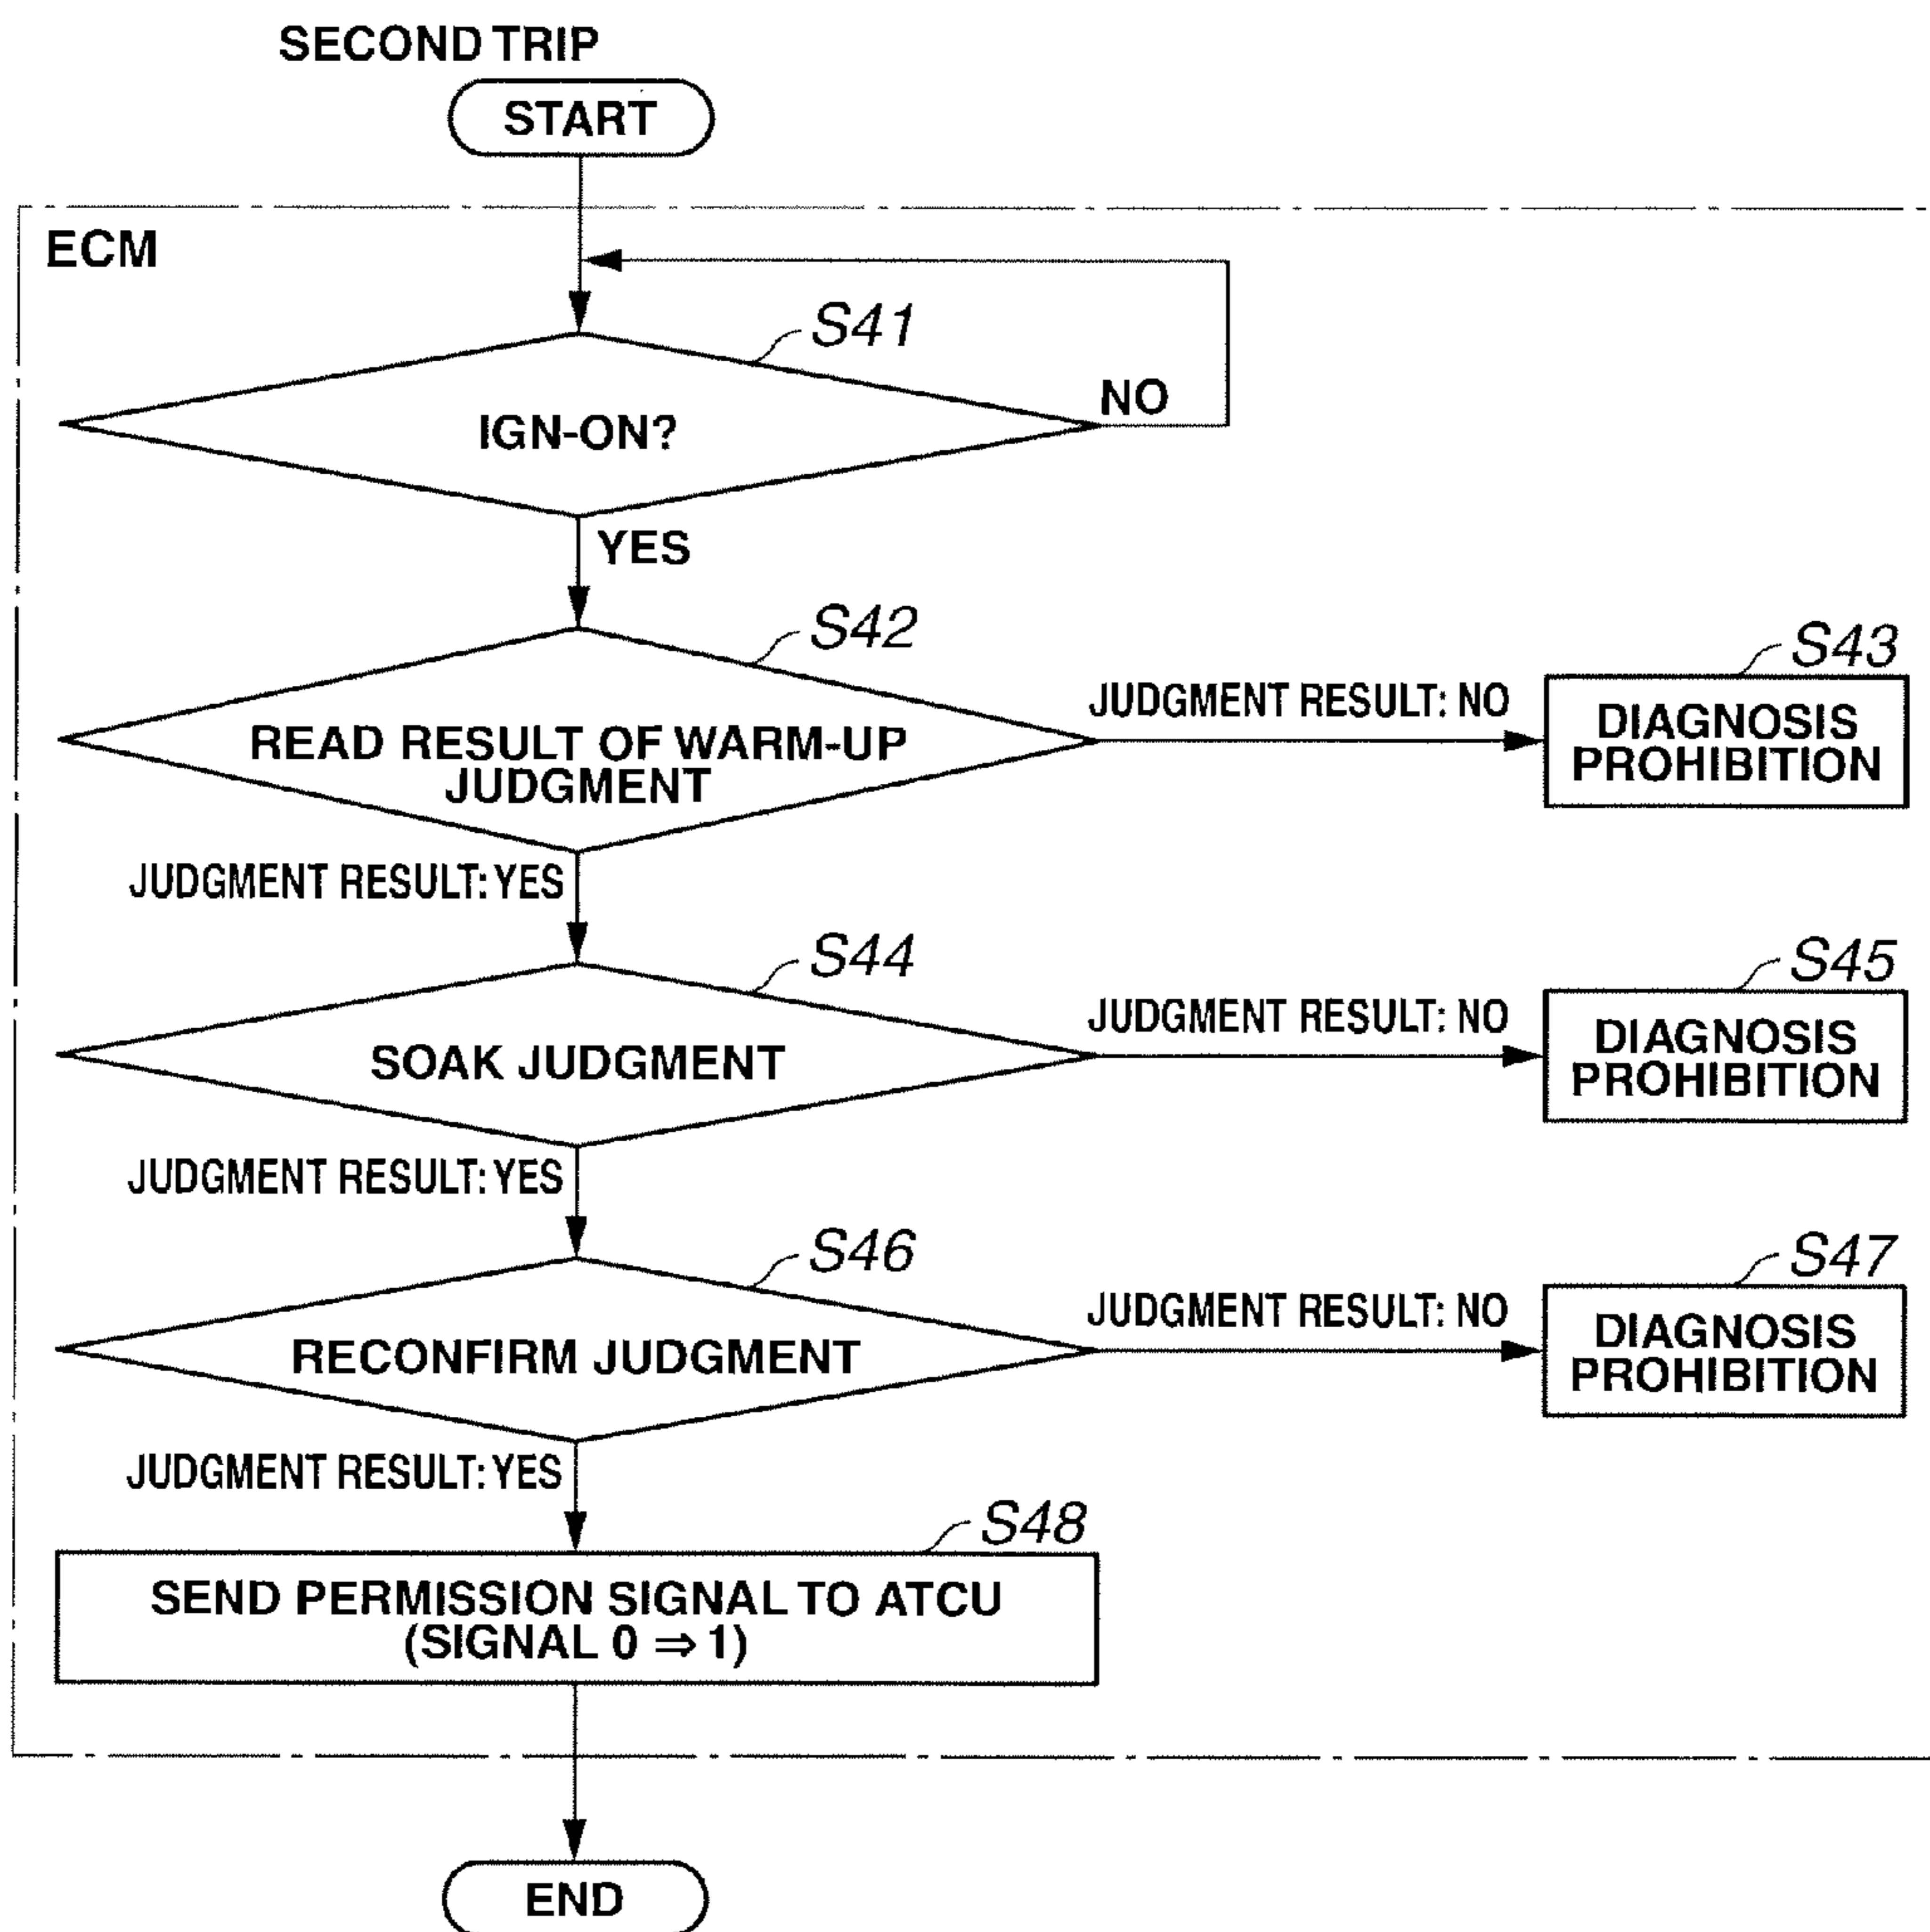 SECOND TRIP
START
ECM
S41
IGN-ON?
NO
YES
S42
READ RESULT OF WARM-UP
JUDGMENT
JUDGMENT RESULT: NO
S43
DIAGNOSIS
PROHIBITION
JUDGMENT RESULT: YES
S44
SOAK JUDGMENT
JUDGMENT RESULT: NO
S45
DIAGNOSIS
PROHIBITION
JUDGMENT RESULT: YES
S46
RECONFIRM JUDGMENT
JUDGMENT RESULT: NO
S47
DIAGNOSIS
PROHIBITION
JUDGMENT RESULT: YES
S48
SEND PERMISSION SIGNAL TO ATCU
(SIGNAL 0 ⇒ 1)
END